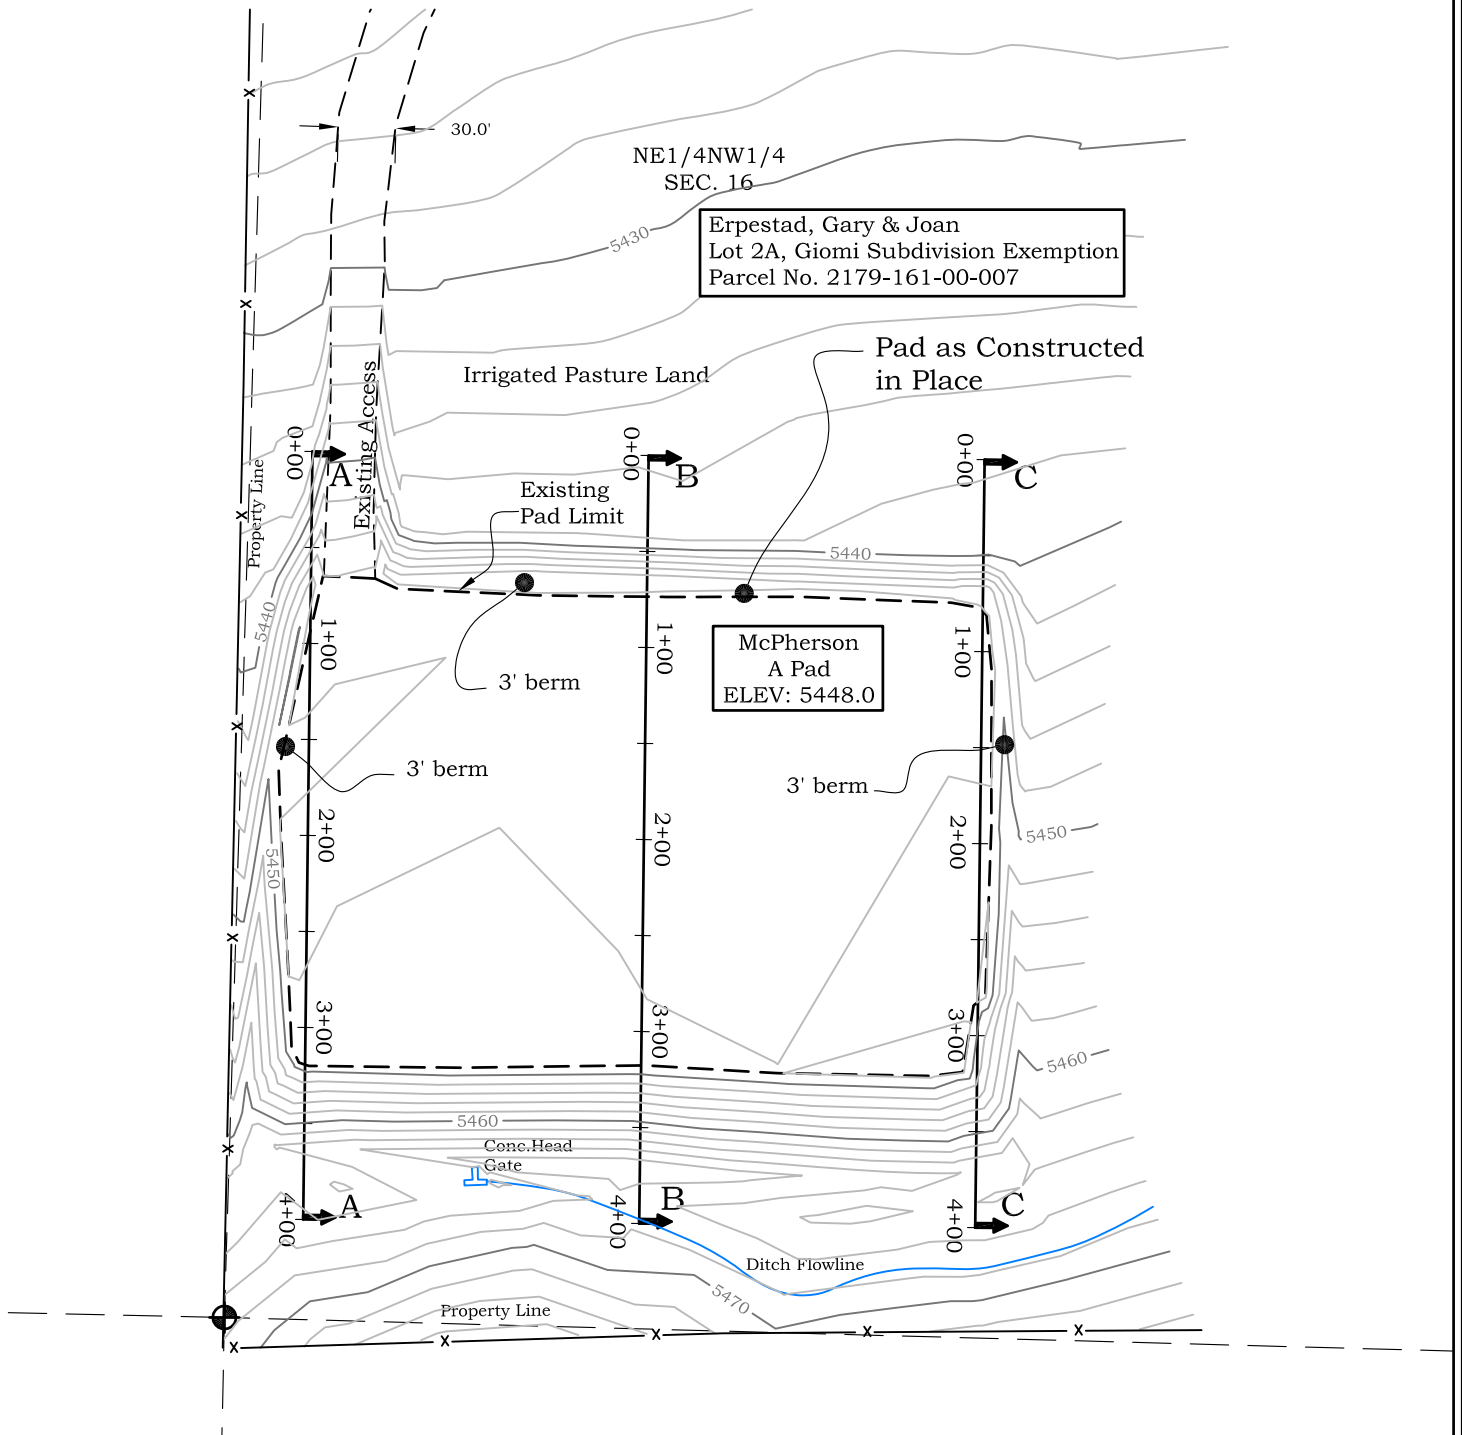 30.0'
NE1/4NW1/4
SEC. 16
Erpestad, Gary & Joan
Lot 2A, Giomi Subdivision Exemption
Parcel No. 2179-161-00-007
5430
Pad as Constructed
in Place
Irrigated Pasture Land
Existing Access
Property Line
0+00
A
0+00
B
0+00
C
Existing
Pad Limit
5440
5440
1+00
1+00
1+00
McPherson
A Pad
ELEV: 5448.0
3' berm
3' berm
3' berm
2+00
2+00
2+00
5450
5450
3+00
3+00
3+00
5460
5460
Conc.Head
Gate
4+00
A
4+00
B
4+00
C
Ditch Flowline
5470
Property Line
x
x
x
x
x
x
x
x
x
x
x